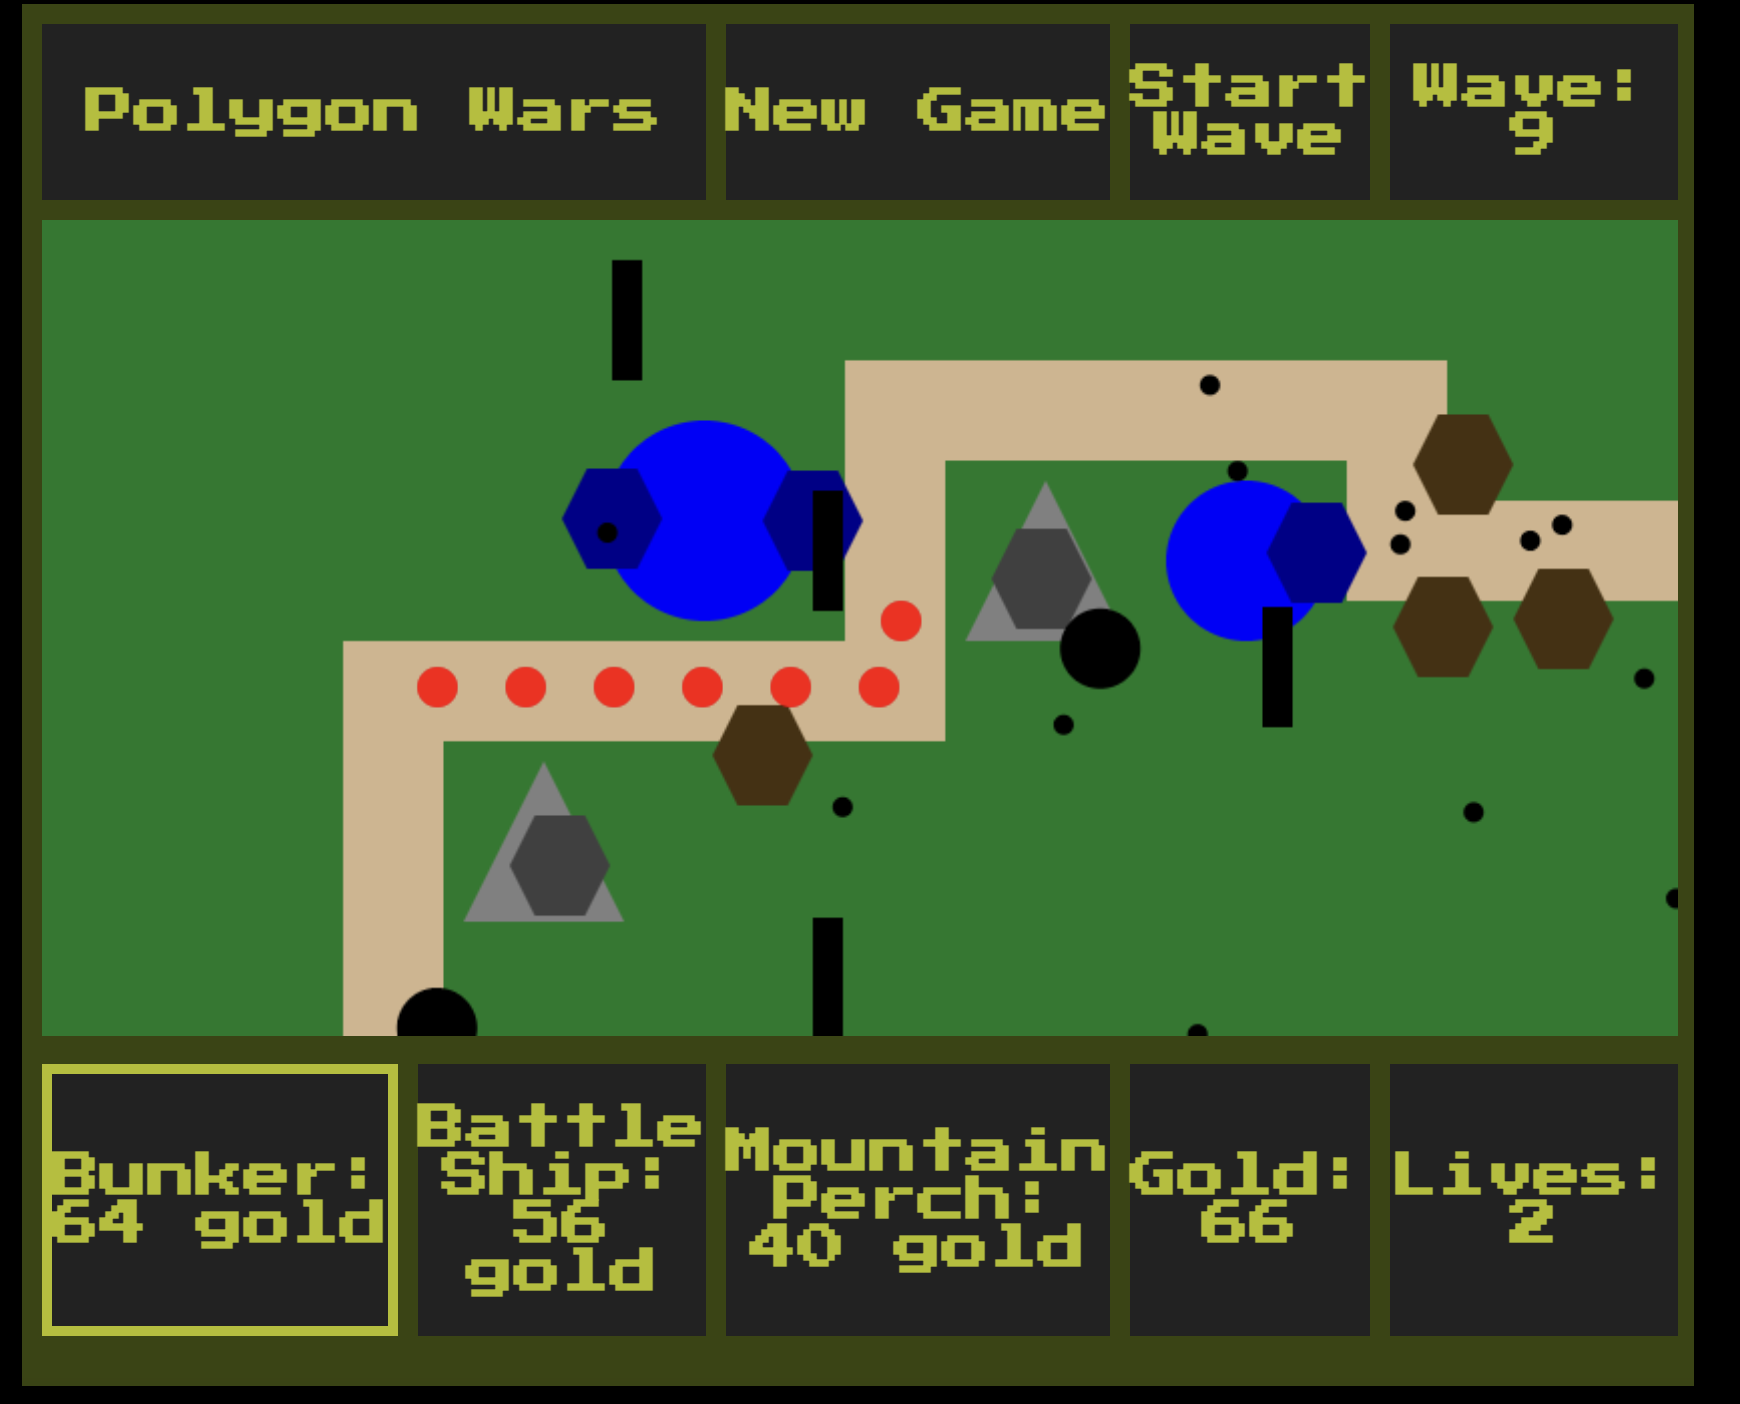 Polygon Wars
New Game
Start
Wave
Wave:
9
Bunker:
64 gold
Battle
Ship:
56
gold
Mountain
Perch:
40 gold
Gold:
66
Lives:
2